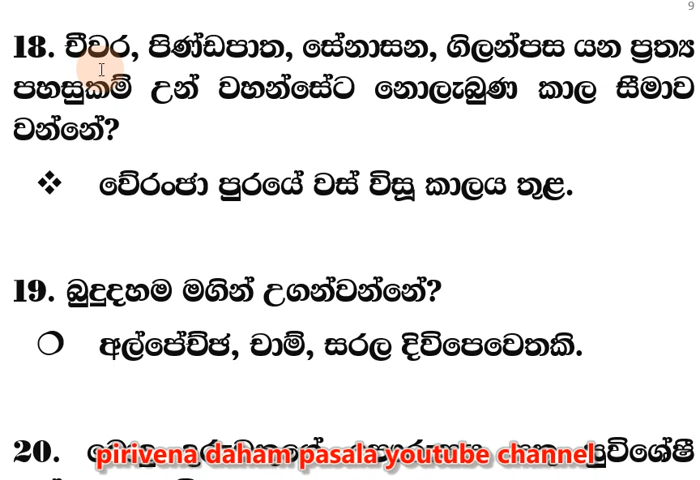 9
18. චීවර, පිණ්ඩපාත, සේනාසන, ගිලන්පස යන ප්‍රත්‍ය
පහසුකම් උන් වහන්සේට නොලැබුණ කාල සීමාව
වන්නේ?
❖ වේරංජා පුරයේ වස් විසූ කාලය තුළ.
19. බුදුදහම මගින් උගන්වන්නේ?
❍ අල්පේච්ඡ, චාම්, සරල දිවිපෙවෙතකි.
20. සුවිශේෂී
pirivena daham pasala youtube channel